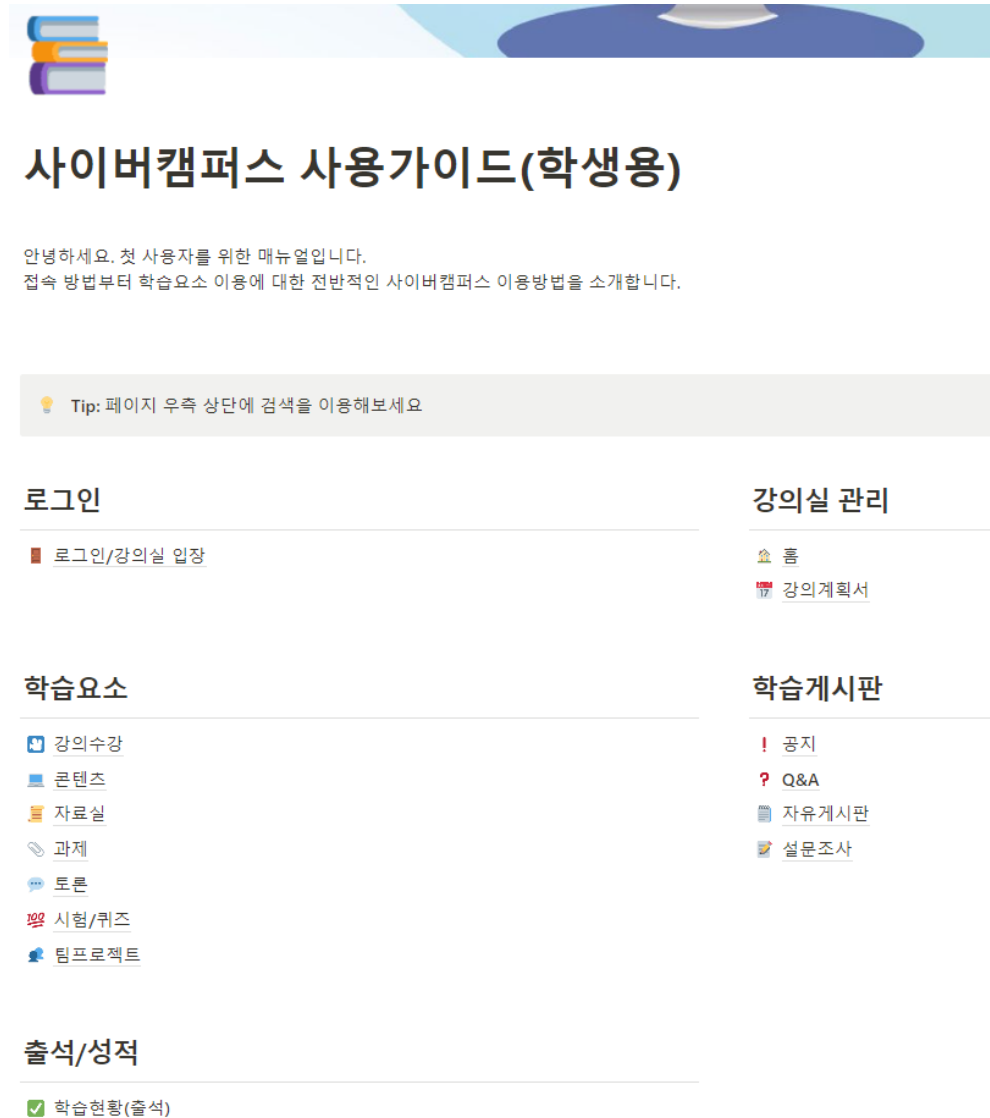 사이버캠퍼스 사용가이드(학생용)
안녕하세요. 첫 사용자를 위한 매뉴얼입니다.
접속 방법부터 학습요소 이용에 대한 전반적인 사이버캠퍼스 이용방법을 소개합니다.
Tip: 페이지 우측 상단에 검색을 이용해보세요
로그인
로그인/강의실 입장
강의실 관리
홈
17
강의계획서
학습요소
강의수강
콘텐츠
자료실
과제
토론
100
시험/퀴즈
팀프로젝트
학습게시판
! 공지
? Q&A
자유게시판
설문조사
출석/성적
학습현황(출석)